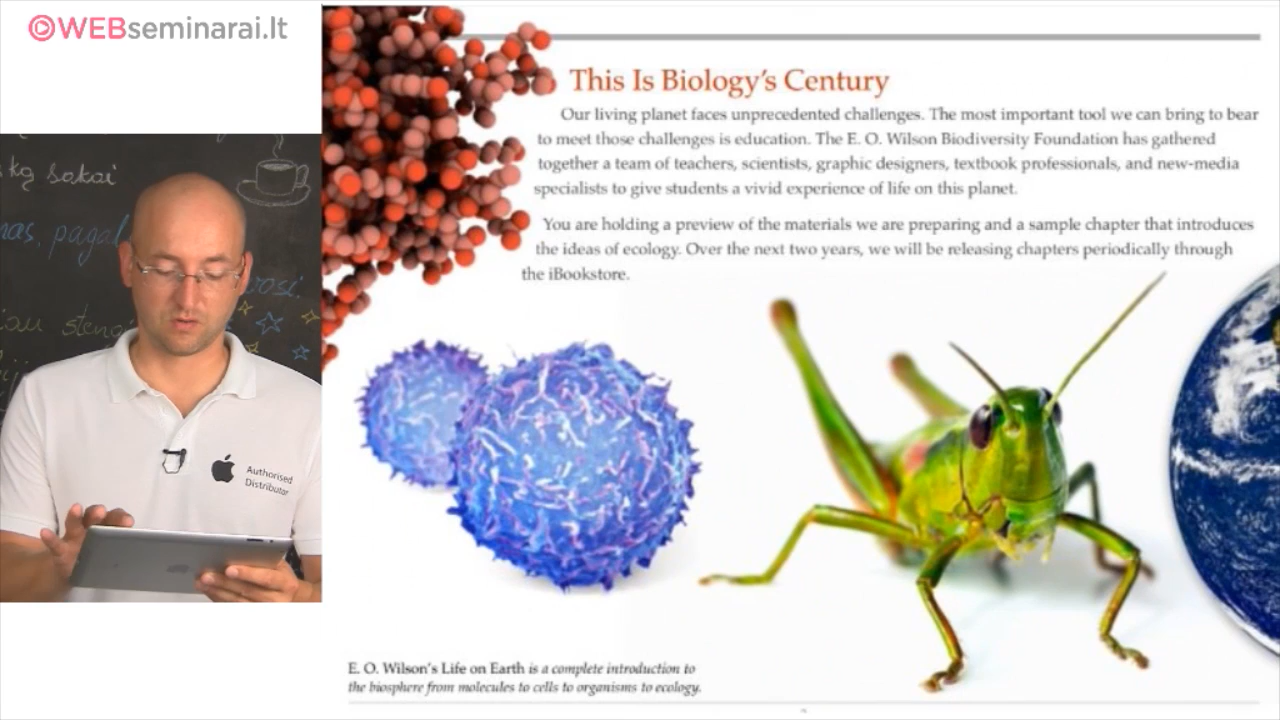 ©WEBseminarai.lt
kg sakai
This Is Biology's Century
Our living planet faces unprecedented challenges. The most important tool we can bring to bear
to meet those challenges is education. The E. O. Wilson Biodiversity Foundation has gathered
together a team of teachers, scientists, graphic designers, textbook professionals, and new-media
specialists to give students a vivid experience of life on this planet.
You are holding a preview of the materials we are preparing and a sample chapter that introduces
the ideas of ecology. Over the next two years, we will be releasing chapters periodically through
the iBookstore.
Authorised
Distributor
E. O. Wilson's Life on Earth is a complete introduction to
the biosphere from molecules to cells to organisms to ecology.